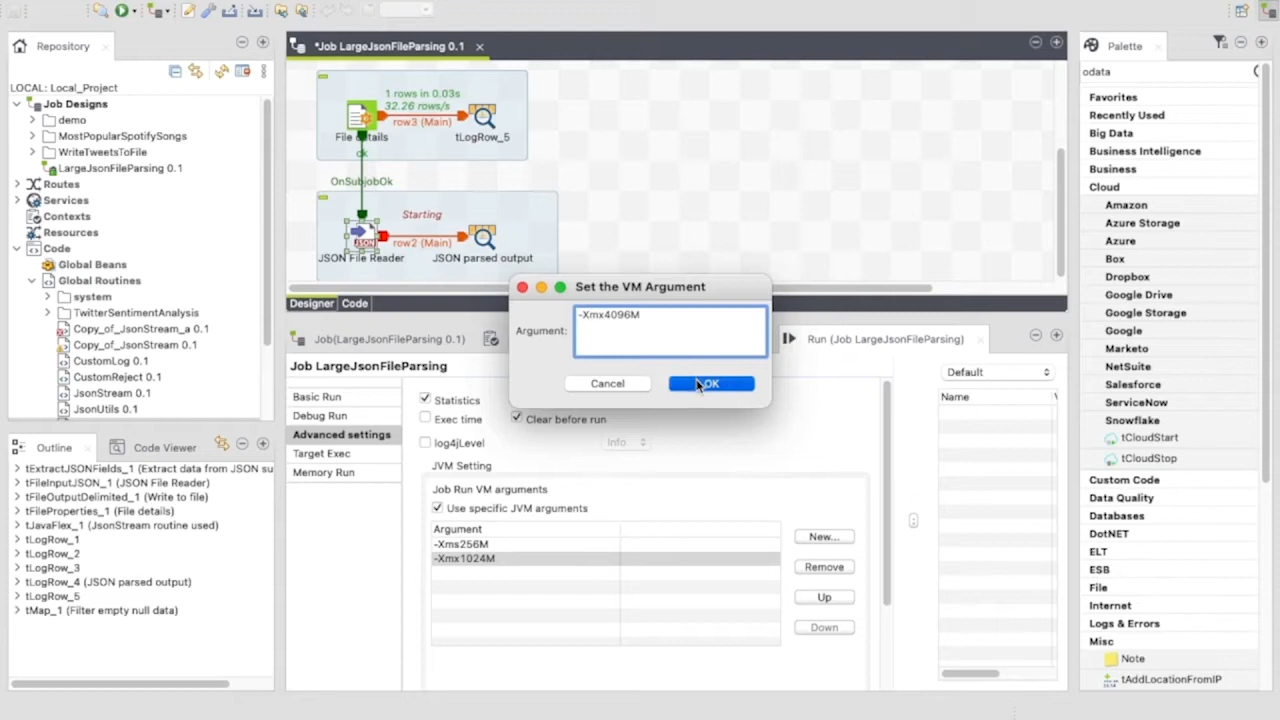 Repository
LOCAL: Local_Project
Job Designs
demo
MostPopularSpotifySongs
WriteTweetsToFile
LargeJsonFileParsing 0.1
Routes
Services
Contexts
Resources
Code
Global Beans
Global Routines
system
TwitterSentimentAnalysis
Copy_of_JsonStream_a 0.1
Copy_of_JsonStream 0.1
CustomLog 0.1
CustomReject 0.1
JsonStream 0.1
JsonUtils 0.1
Outline
Code Viewer
tExtractJSONFields_1 (Extract data from JSON su
tFileInputJSON_1 (JSON File Reader)
tFileOutputDelimited_1 (Write to file)
tFileProperties_1 (File details)
tJavaFlex_1 (JsonStream routine used)
tLogRow_1
tLogRow_2
tLogRow_3
tLogRow_4 (JSON parsed output)
tLogRow_5
tMap_1 (Filter empty null data)
*Job LargeJsonFileParsing 0.1
1 rows in 0.03s
32.26 rows/s
row3 (Main)
File details
tLogRow_5
ok
OnSubjobOk
Starting
JSON
row2 (Main)
JSON File Reader
JSON parsed output
Designer
Code
Set the VM Argument
Argument:
-Xmx4096M
Cancel
OK
Job(LargeJsonFileParsing 0.1)
Run (Job LargeJsonFileParsing)
Job LargeJsonFileParsing
Basic Run
Debug Run
Advanced settings
Target Exec
Memory Run
Statistics
Exec time
Clear before run
log4jLevel
Info
JVM Setting
Job Run VM arguments
Use specific JVM arguments
Argument
-Xms256M
-Xmx1024M
New...
Remove
Up
Down
Default
Name
Palette
odata
Favorites
Recently Used
Big Data
Business Intelligence
Business
Cloud
Amazon
Azure Storage
Azure
Box
Dropbox
Google Drive
Google Storage
Google
Marketo
NetSuite
Salesforce
ServiceNow
Snowflake
tCloudStart
tCloudStop
Custom Code
Data Quality
Databases
DotNET
ELT
ESB
File
Internet
Logs & Errors
Misc
Note
tAddLocationFromIP